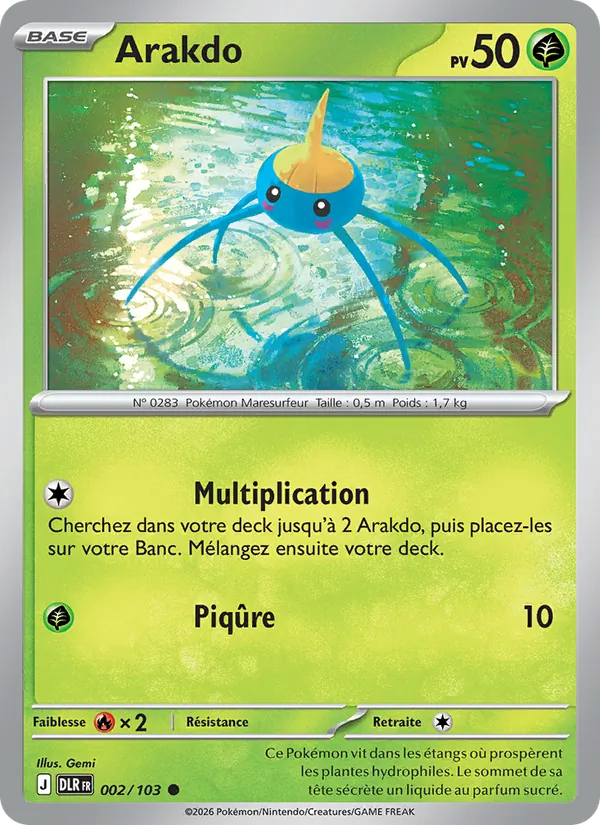 BASE
Arakdo
PV 50
N° 0283 Pokémon Maresurfeur Taille : 0,5 m Poids : 1,7 kg
Multiplication
Cherchez dans votre deck jusqu'à 2 Arakdo, puis placez-les
sur votre Banc. Mélangez ensuite votre deck.
Piqûre 10
Faiblesse × 2 Résistance Retraite
Illus. Gemi
Ce Pokémon vit dans les étangs où prospèrent
les plantes hydrophiles. Le sommet de sa
tête sécrète un liquide au parfum sucré.
J DLR FR 002/103
©2026 Pokémon/Nintendo/Creatures/GAME FREAK